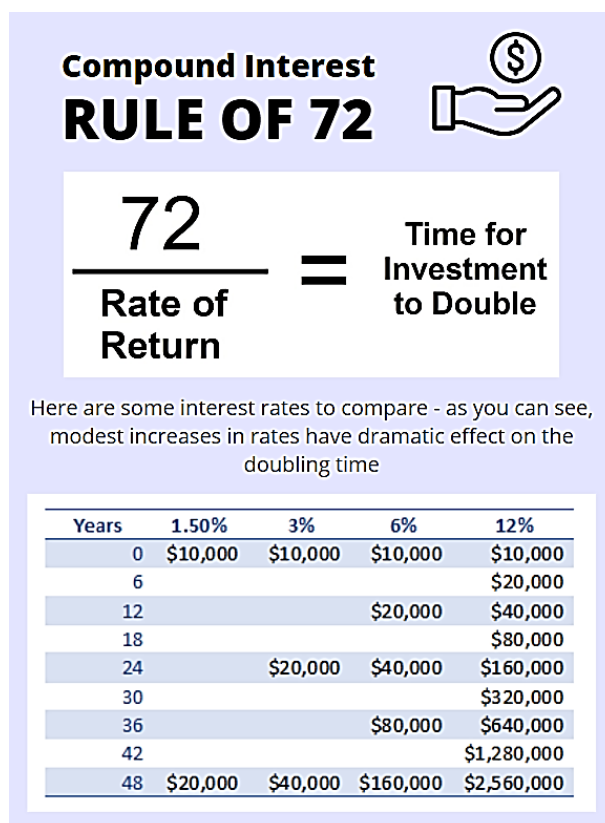 Compound Interest
RULE OF 72
$
72
Rate of
Return
=
Time for
Investment
to Double
Here are some interest rates to compare - as you can see,
modest increases in rates have dramatic effect on the
doubling time
Years 1.50% 3% 6% 12%
0 $10,000 $10,000 $10,000 $10,000
6 $20,000
12 $20,000 $40,000
18 $80,000
24 $20,000 $40,000 $160,000
30 $320,000
36 $80,000 $640,000
42 $1,280,000
48 $20,000 $40,000 $160,000 $2,560,000